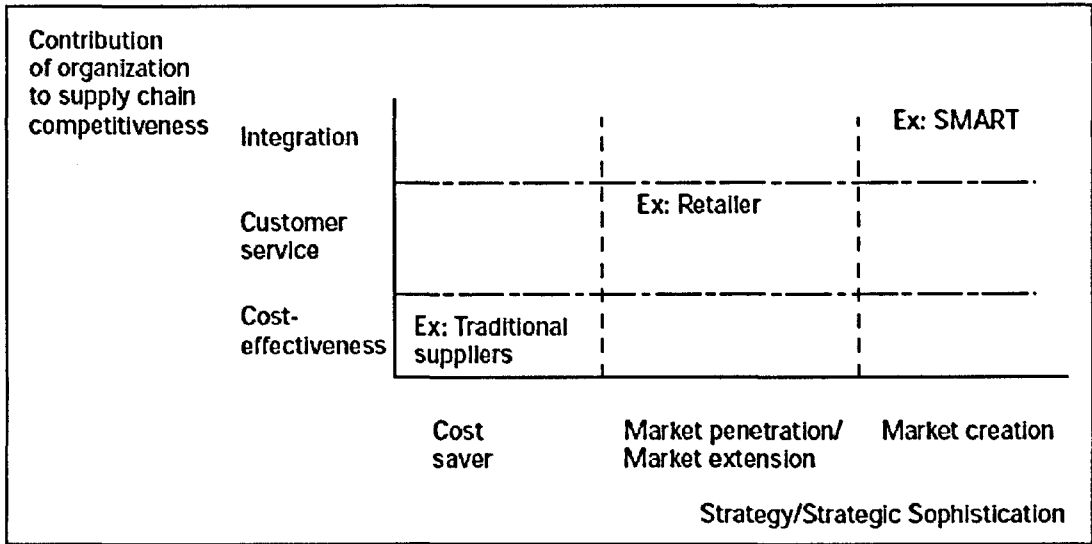 Contribution
of organization
to supply chain
competitiveness
Integration
Ex: SMART
Ex: Retailer
Customer
service
Cost-
effectiveness
Ex: Traditional
suppliers
Cost
saver
Market penetration/
Market extension
Market creation
Strategy/Strategic Sophistication